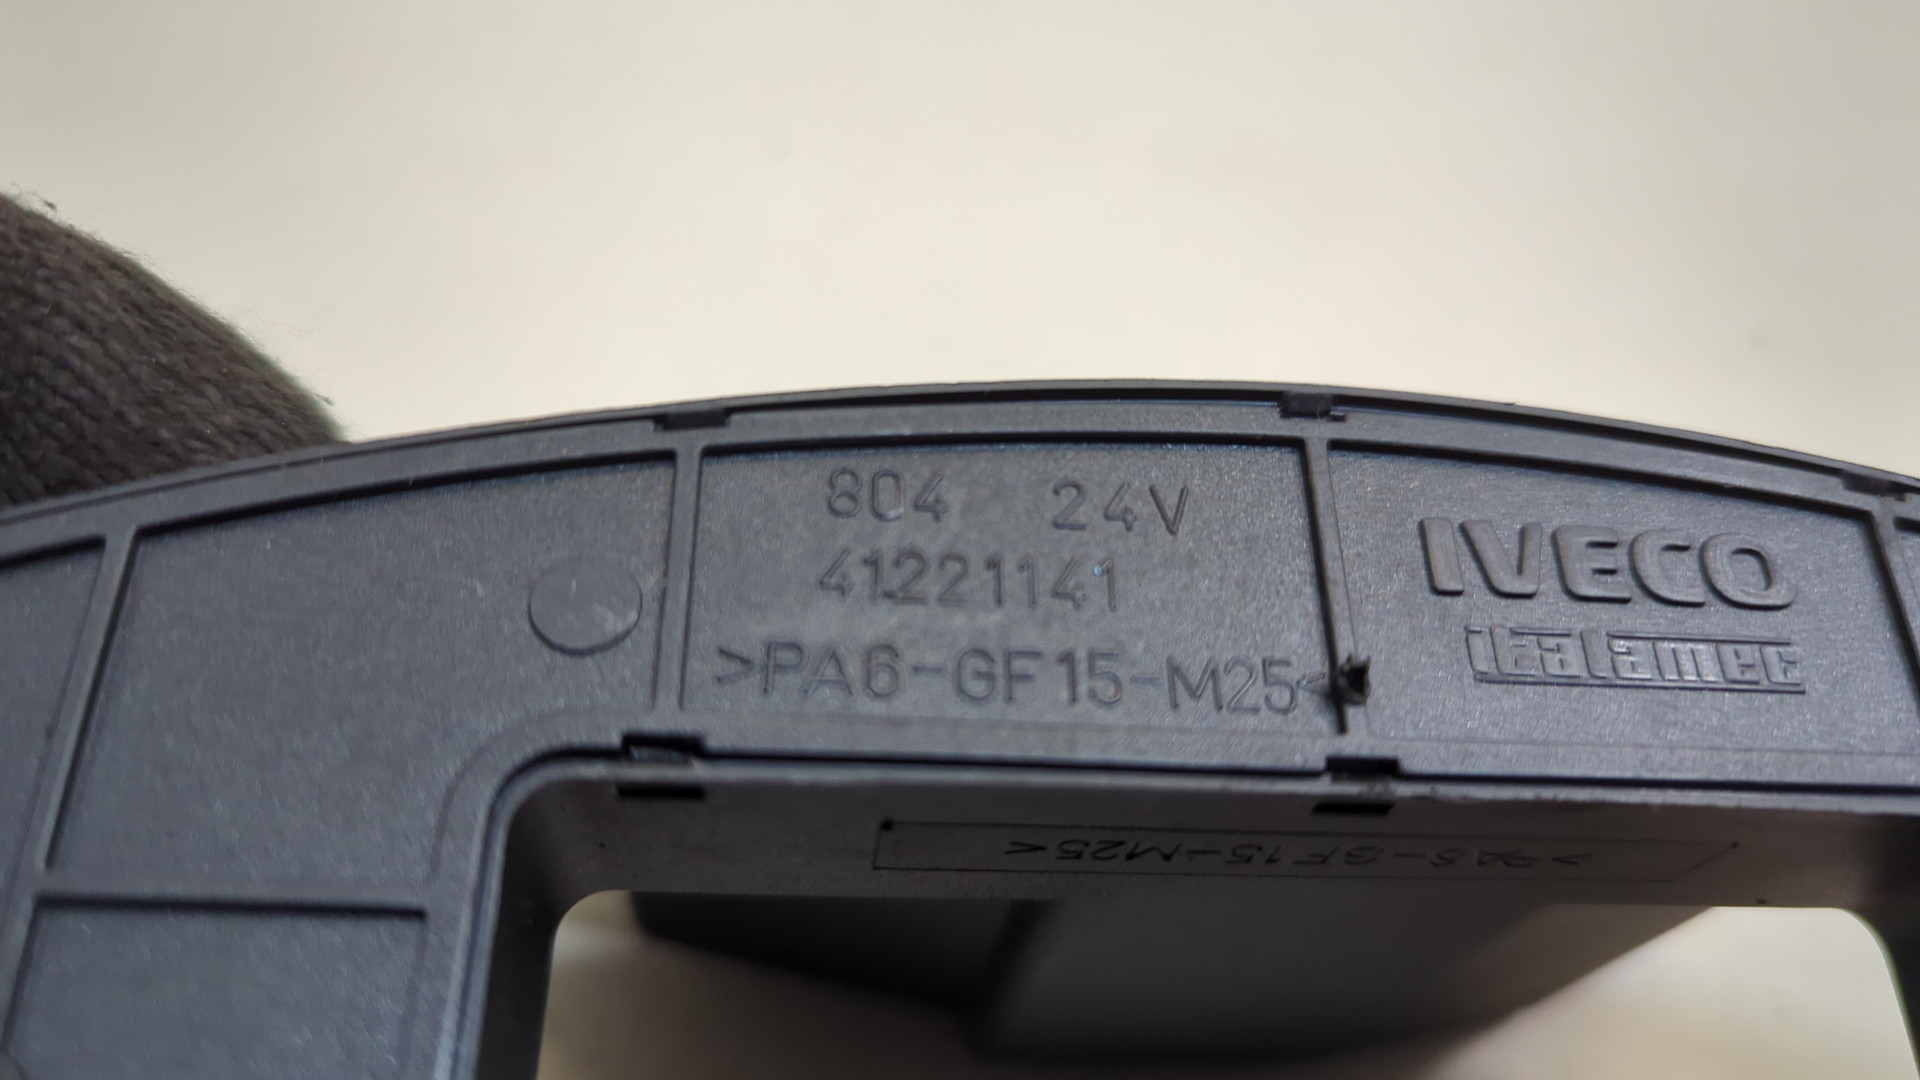 804 24V
41221141
>PA6-GF15-M25<
IVECO
italamec
>PA6-GF15-M25<